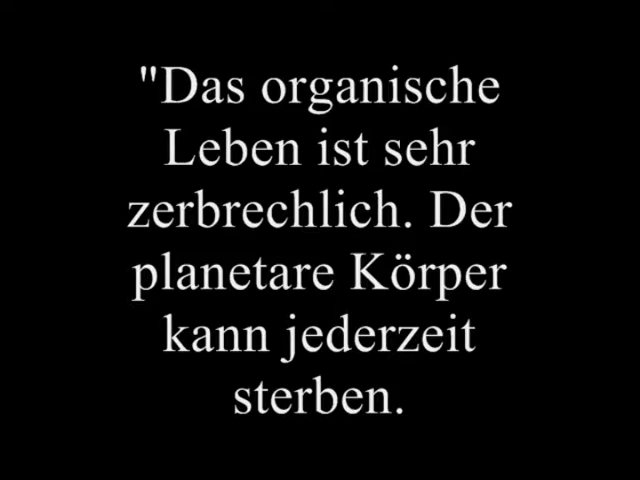 "Das organische
Leben ist sehr
zerbrechlich. Der
planetare Körper
kann jederzeit
sterben.